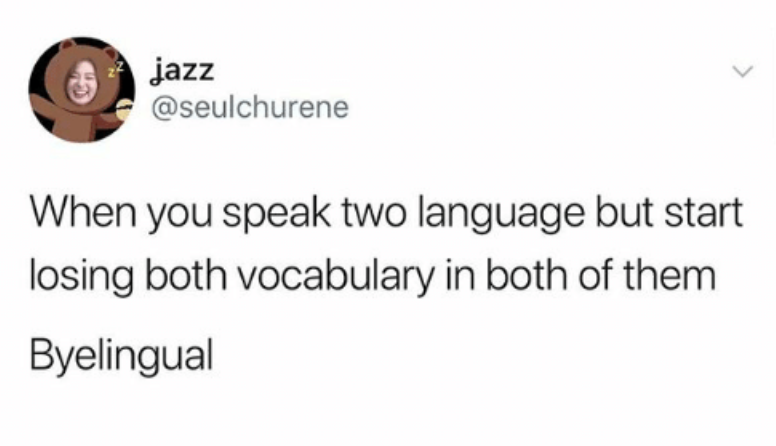 jazz
@seulchurene
When you speak two language but start
losing both vocabulary in both of them
Byelingual